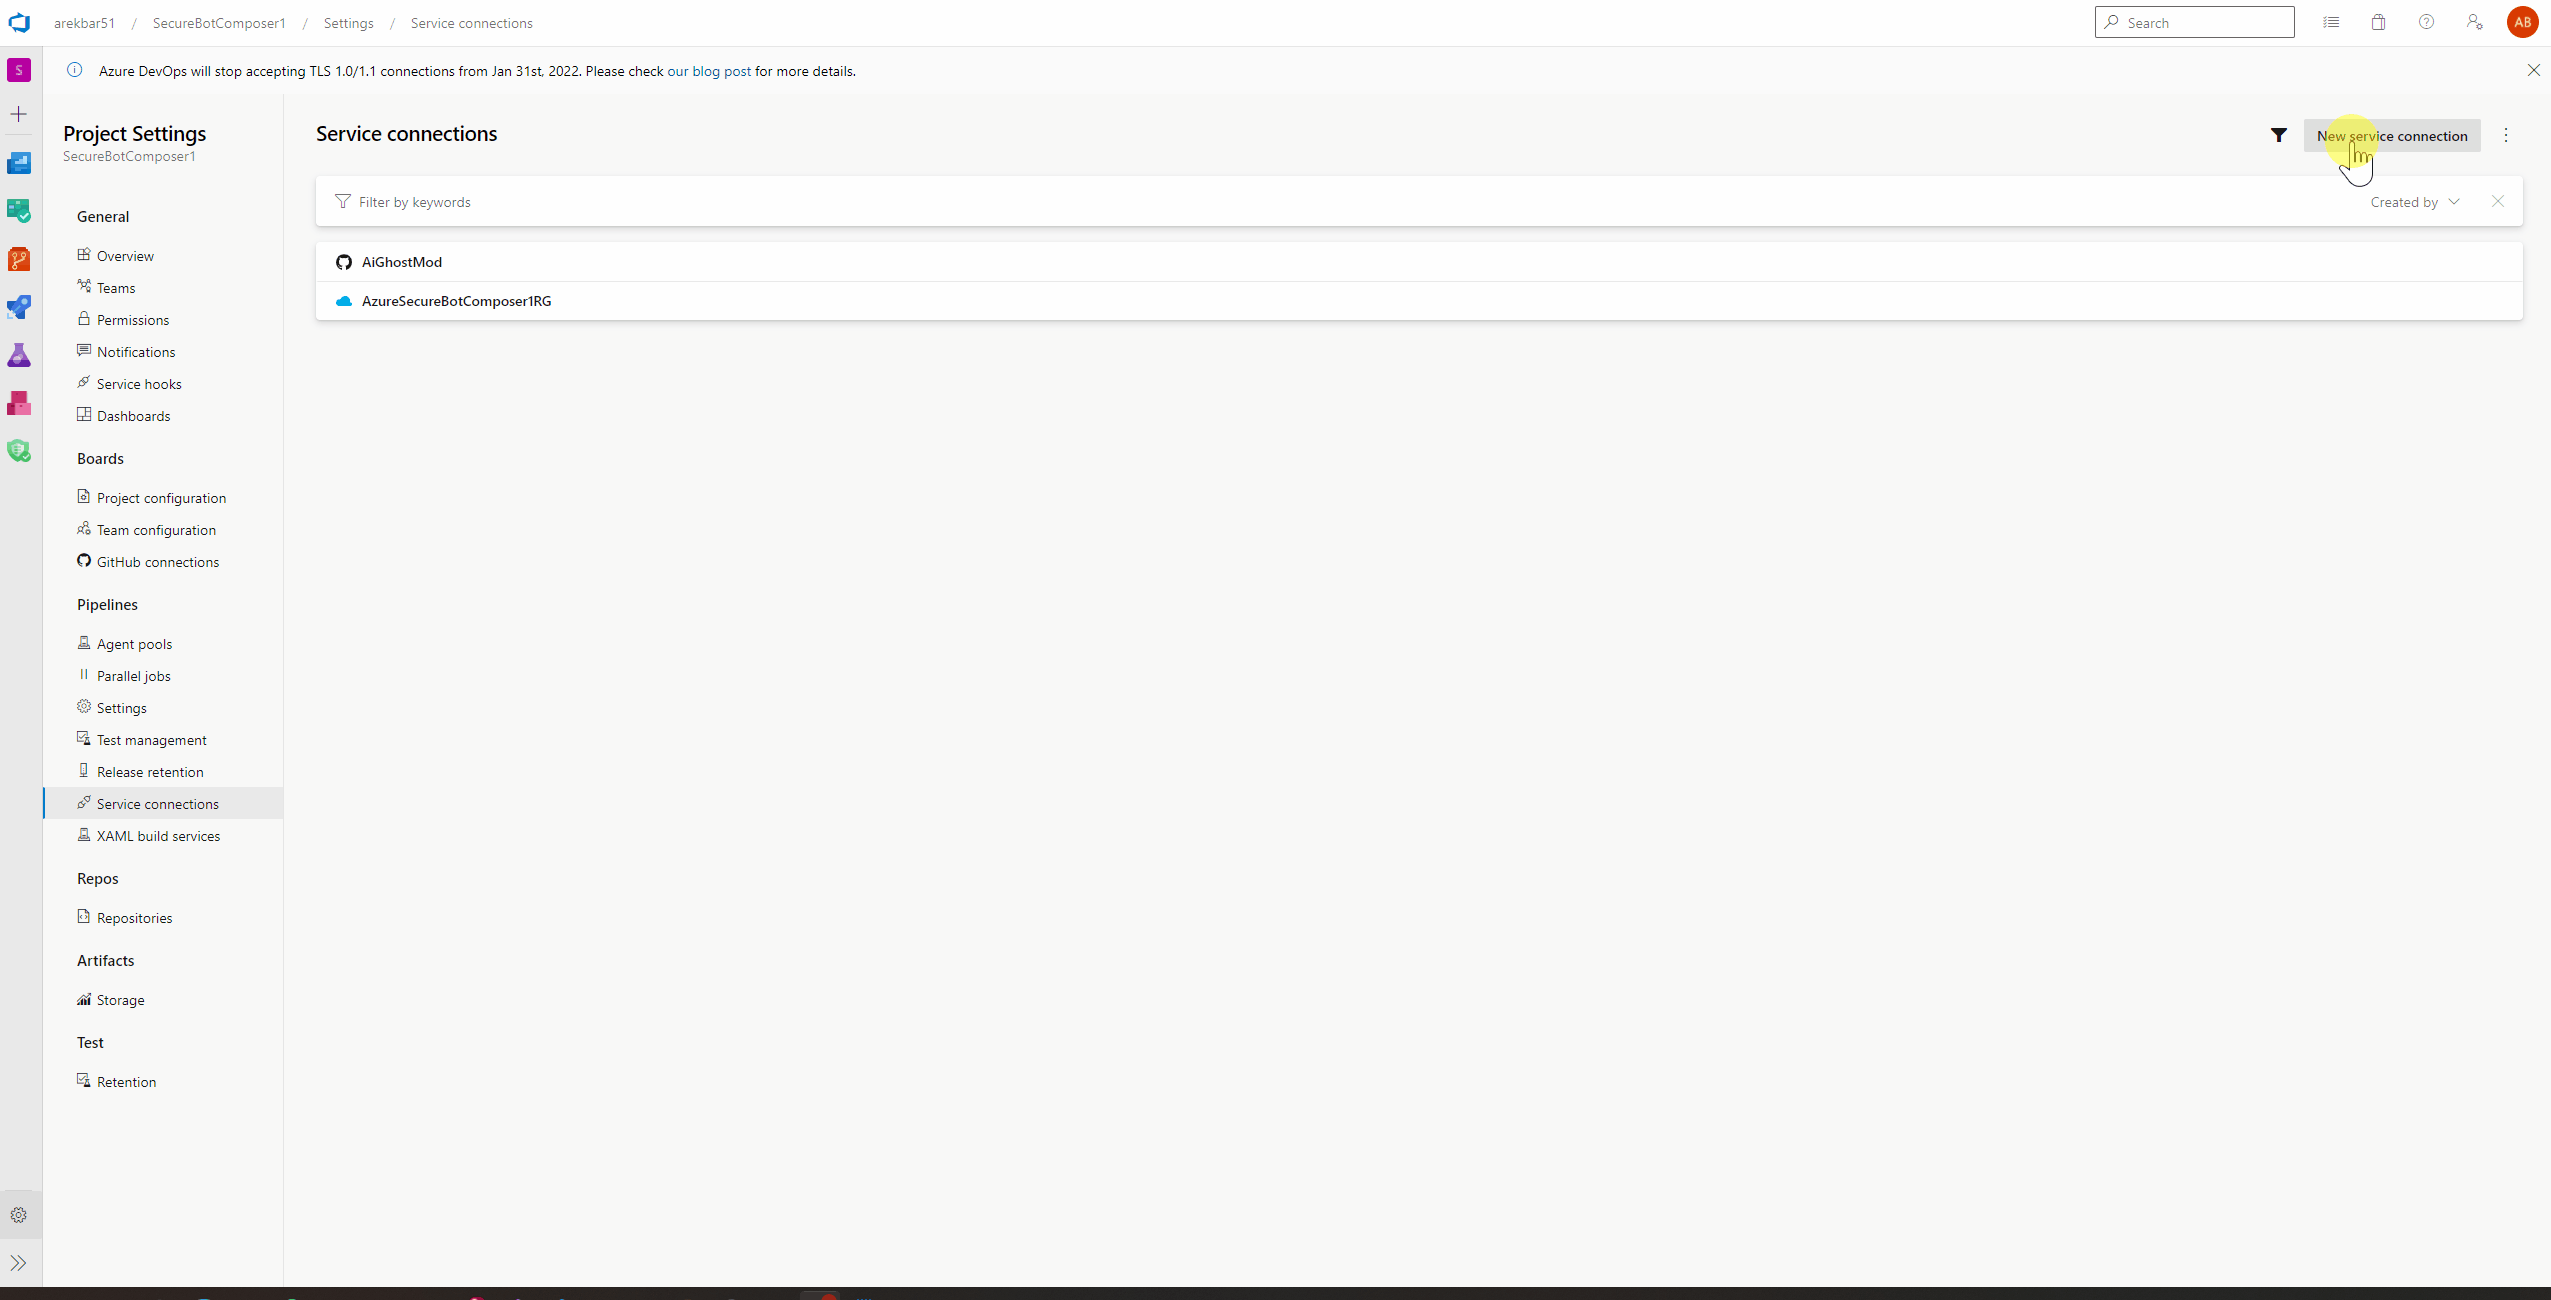 arekbar51 / SecureBotComposer1 / Settings / Service connections
Search
AB
S
Azure DevOps will stop accepting TLS 1.0/1.1 connections from Jan 31st, 2022. Please check our blog post for more details.
Project Settings
SecureBotComposer1
General
Overview
Teams
Permissions
Notifications
Service hooks
Dashboards
Boards
Project configuration
Team configuration
GitHub connections
Pipelines
Agent pools
Parallel jobs
Settings
Test management
Release retention
Service connections
XAML build services
Repos
Repositories
Artifacts
Storage
Test
Retention
Service connections
New service connection
Filter by keywords
Created by
AiGhostMod
AzureSecureBotComposer1RG